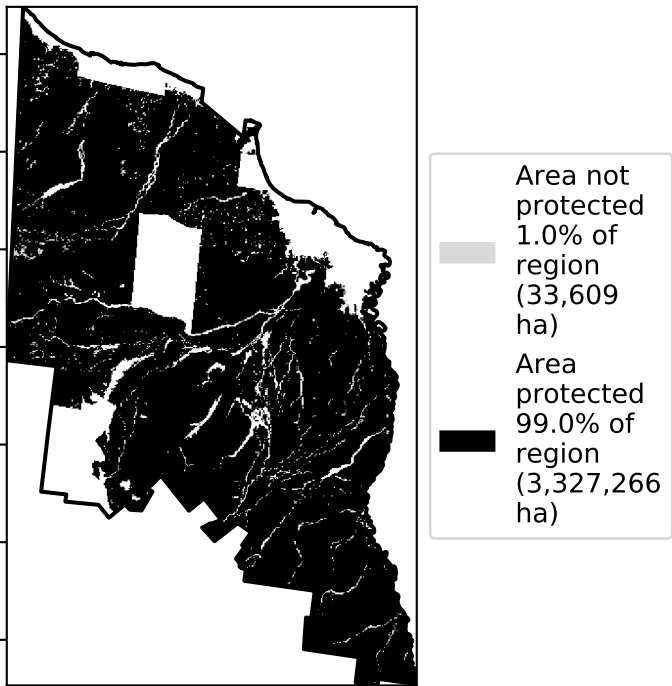 Area not
protected
1.0% of
region
(33,609
ha)
Area
protected
99.0% of
region
(3,327,266
ha)